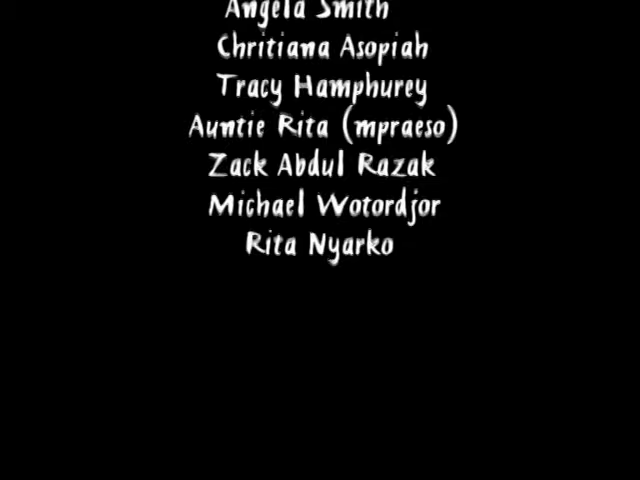 Angela Smith
Chritiana Asopiah
Tracy Hamphurey
Auntie Rita (mpraeso)
Zack Abdul Razak
Michael Wotordjor
Rita Nyarko